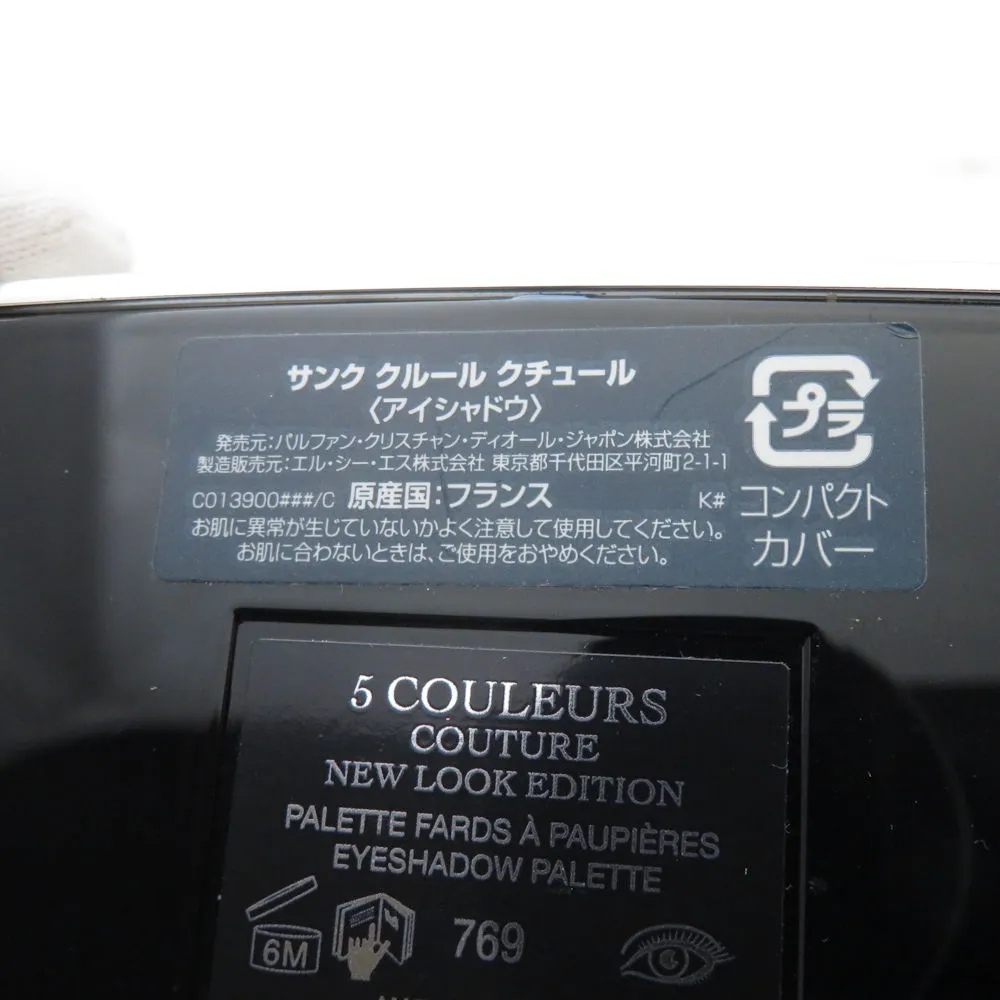 サンク クルール クチュール
〈アイシャドウ〉
発売元:パルファン・クリスチャン・ディオール・ジャポン株式会社
製造販売元:エル・シー・エス株式会社 東京都千代田区平河町2-1-1
C013900###/C 原産国:フランス K#
お肌に異常が生じていないかよく注意して使用してください。
お肌に合わないときは、ご使用をおやめください。
プラ
コンパクト
カバー
5 COULEURS
COUTURE
NEW LOOK EDITION
PALETTE FARDS À PAUPIÈRES
EYESHADOW PALETTE
6M 769